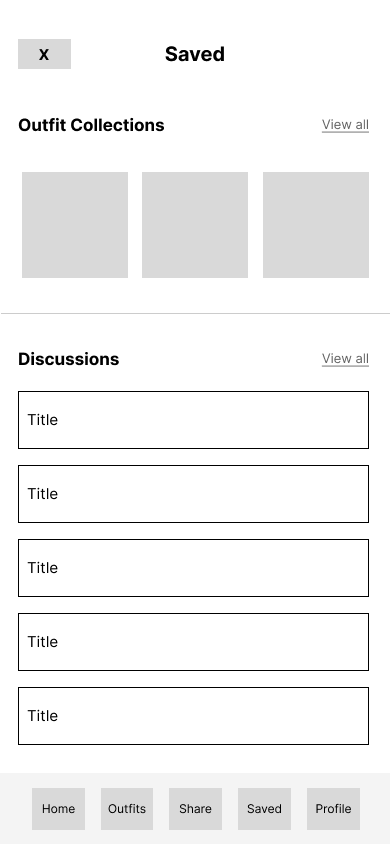 X
Saved
Outfit Collections
View all
Discussions
View all
Title
Title
Title
Title
Title
Home
Outfits
Share
Saved
Profile